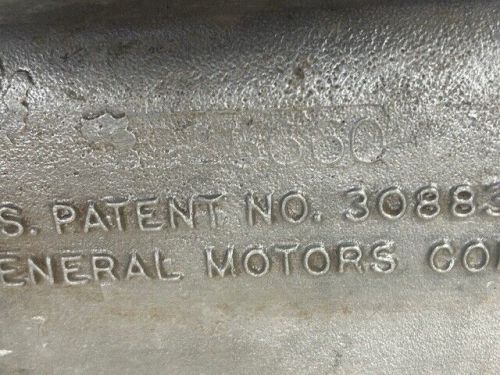 S. PATENT NO. 30883
ENERAL MOTORS CO